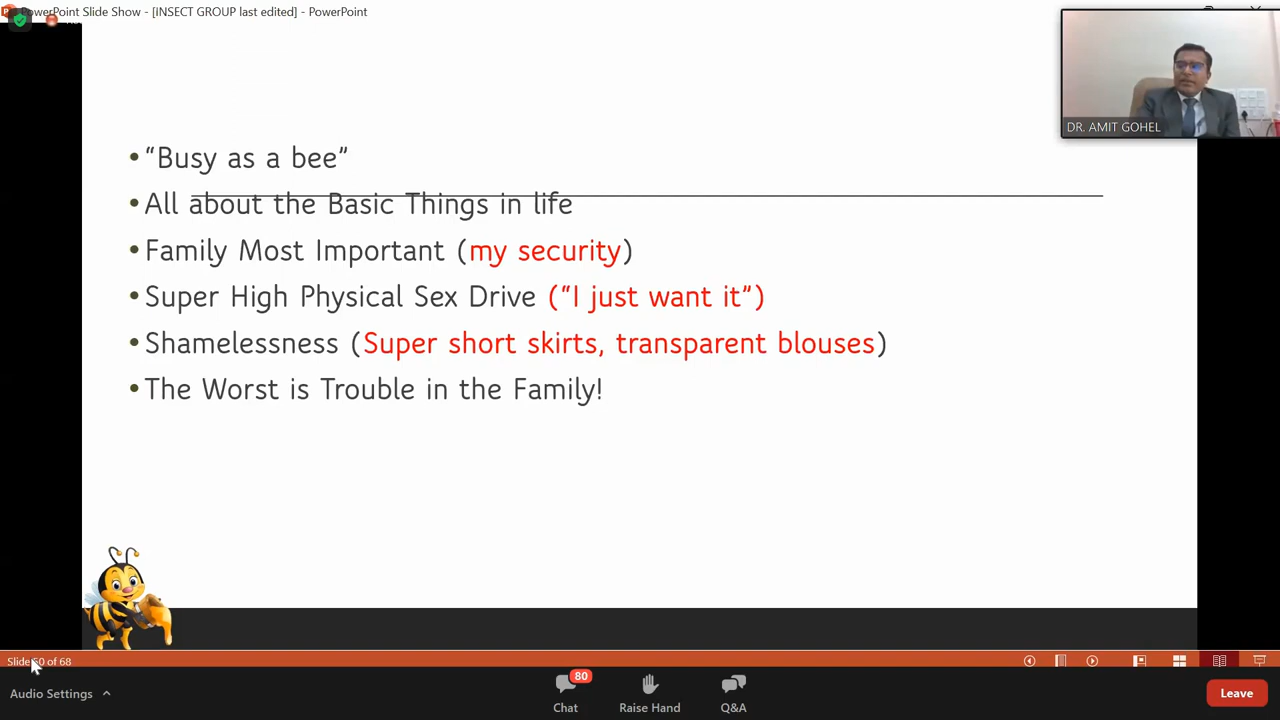 PowerPoint Slide Show - [INSECT GROUP last edited] - PowerPoint
DR. AMIT GOHEL
• “Busy as a bee”
• All about the Basic Things in life
• Family Most Important (my security)
• Super High Physical Sex Drive (“I just want it”)
• Shamelessness (Super short skirts, transparent blouses)
• The Worst is Trouble in the Family!
Slide 60 of 68
Audio Settings
80
Chat
Raise Hand
Q&A
Leave